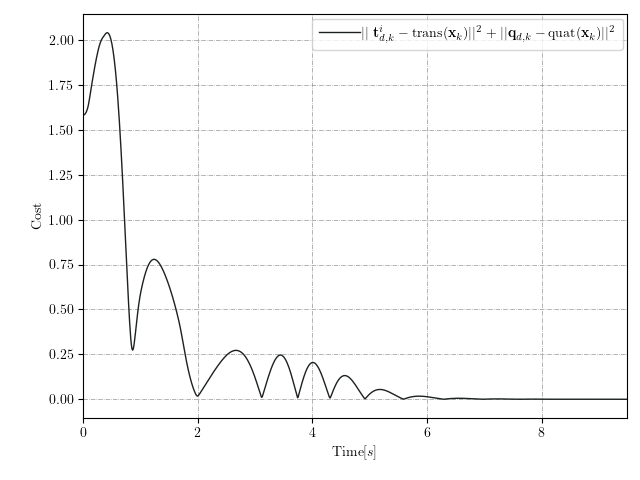 || t^i_{d,k} − trans(x_k)||^2 + ||q_{d,k} − quat(x_k)||^2
2.00
1.75
1.50
1.25
1.00
0.75
0.50
0.25
0.00
Cost
0 2 4 6 8
Time[s]